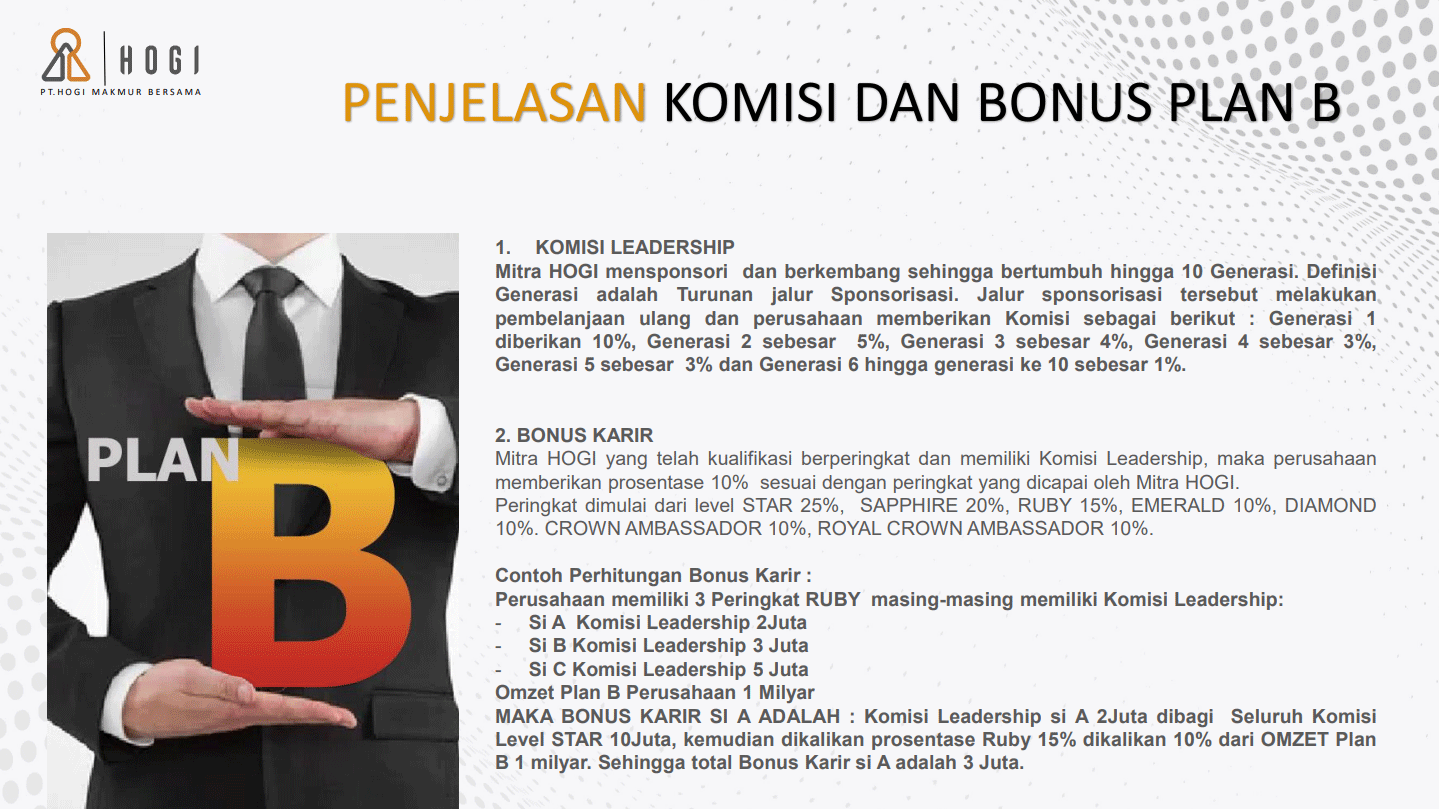 HOGI
PT.HOGI MAKMUR BERSAMA
PENJELASAN KOMISI DAN BONUS PLAN B
PLAN
B
1. KOMISI LEADERSHIP
Mitra HOGI mensponsori dan berkembang sehingga bertumbuh hingga 10 Generasi. Definisi
Generasi adalah Turunan jalur Sponsorisasi. Jalur sponsorisasi tersebut melakukan
pembelanjaan ulang dan perusahaan memberikan Komisi sebagai berikut : Generasi 1
diberikan 10%, Generasi 2 sebesar 5%, Generasi 3 sebesar 4%, Generasi 4 sebesar 3%,
Generasi 5 sebesar 3% dan Generasi 6 hingga generasi ke 10 sebesar 1%.
2. BONUS KARIR
Mitra HOGI yang telah kualifikasi berperingkat dan memiliki Komisi Leadership, maka perusahaan
memberikan prosentase 10% sesuai dengan peringkat yang dicapai oleh Mitra HOGI.
Peringkat dimulai dari level STAR 25%, SAPPHIRE 20%, RUBY 15%, EMERALD 10%, DIAMOND
10%. CROWN AMBASSADOR 10%, ROYAL CROWN AMBASSADOR 10%.
Contoh Perhitungan Bonus Karir :
Perusahaan memiliki 3 Peringkat RUBY masing-masing memiliki Komisi Leadership:
- Si A Komisi Leadership 2Juta
- Si B Komisi Leadership 3 Juta
- Si C Komisi Leadership 5 Juta
Omzet Plan B Perusahaan 1 Milyar
MAKA BONUS KARIR SI A ADALAH : Komisi Leadership si A 2Juta dibagi Seluruh Komisi
Level STAR 10Juta, kemudian dikalikan prosentase Ruby 15% dikalikan 10% dari OMZET Plan
B 1 milyar. Sehingga total Bonus Karir si A adalah 3 Juta.